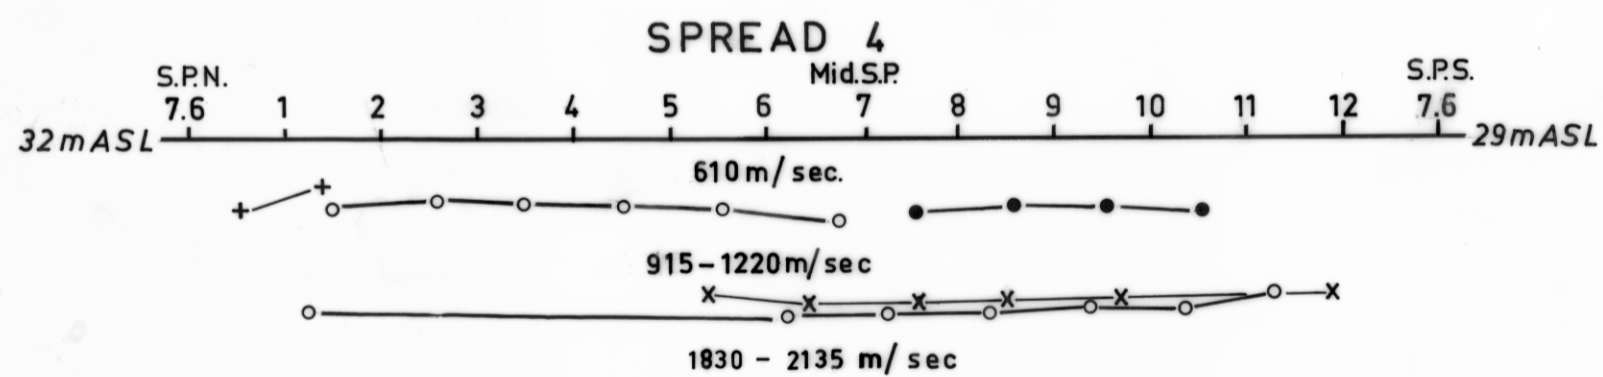 SPREAD 4
S.P.N. Mid.S.P. S.P.S.
7.6 1 2 3 4 5 6 7 8 9 10 11 12 7.6
32mASL 29mASL
610m/sec.
915-1220m/sec
1830 - 2135 m/sec